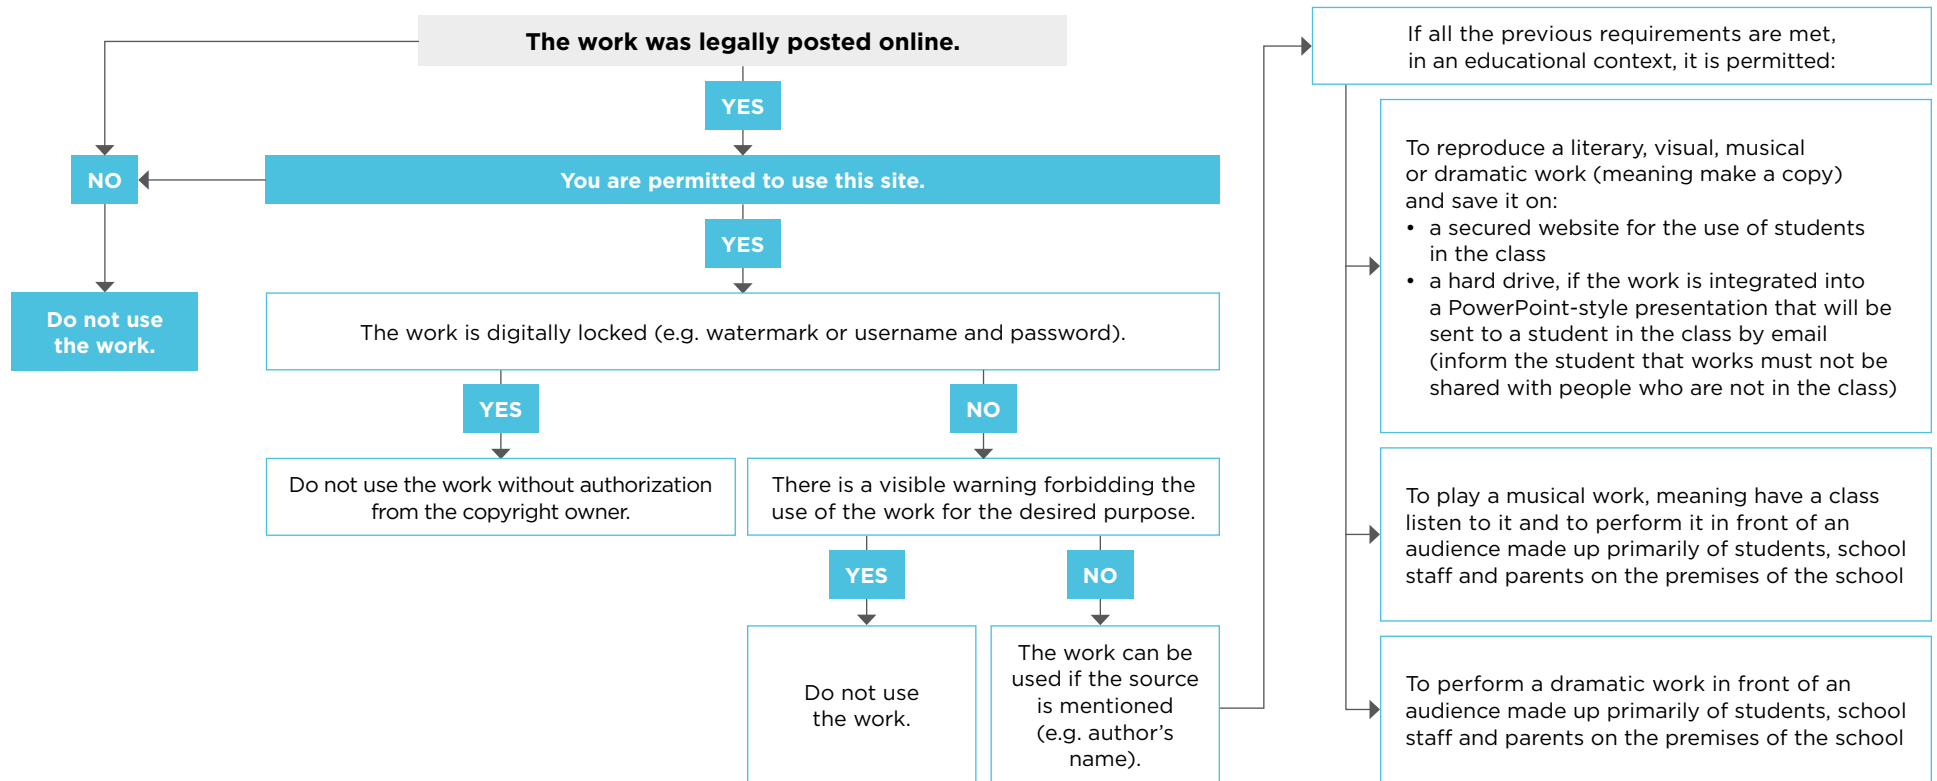 The work was legally posted online.
YES
NO
You are permitted to use this site.
YES
Do not use
the work.
The work is digitally locked (e.g. watermark or username and password).
YES
NO
Do not use the work without authorization
from the copyright owner.
There is a visible warning forbidding the
use of the work for the desired purpose.
YES
NO
Do not use
the work.
The work can be
used if the source
is mentioned
(e.g. author’s
name).
If all the previous requirements are met,
in an educational context, it is permitted:
To reproduce a literary, visual, musical
or dramatic work (meaning make a copy)
and save it on:
• a secured website for the use of students
in the class
• a hard drive, if the work is integrated into
a PowerPoint-style presentation that will be
sent to a student in the class by email
(inform the student that works must not be
shared with people who are not in the class)
To play a musical work, meaning have a class
listen to it and to perform it in front of an
audience made up primarily of students, school
staff and parents on the premises of the school
To perform a dramatic work in front of an
audience made up primarily of students, school
staff and parents on the premises of the school